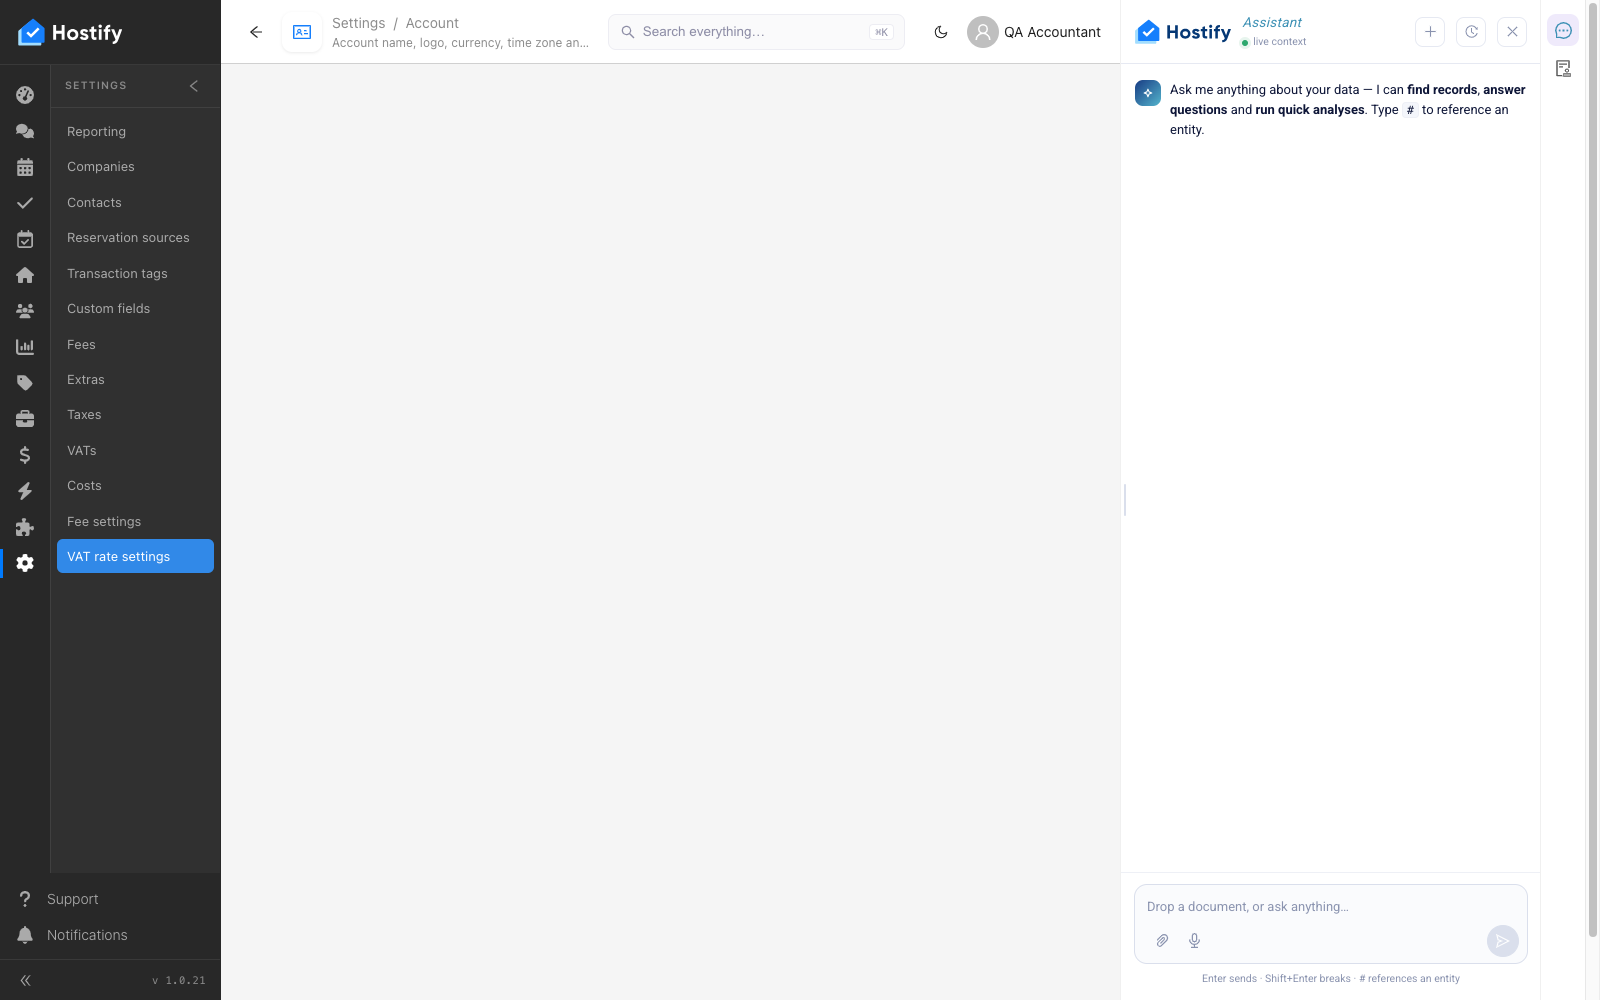 Hostify
SETTINGS
Reporting
Companies
Contacts
Reservation sources
Transaction tags
Custom fields
Fees
Extras
Taxes
VATs
Costs
Fee settings
VAT rate settings
Support
Notifications
v 1.0.21
Settings / Account
Account name, logo, currency, time zone an...
Search everything...
⌘K
QA Accountant
Hostify
Assistant
live context
Ask me anything about your data — I can find records, answer
questions and run quick analyses. Type # to reference an
entity.
Drop a document, or ask anything...
Enter sends · Shift+Enter breaks · # references an entity